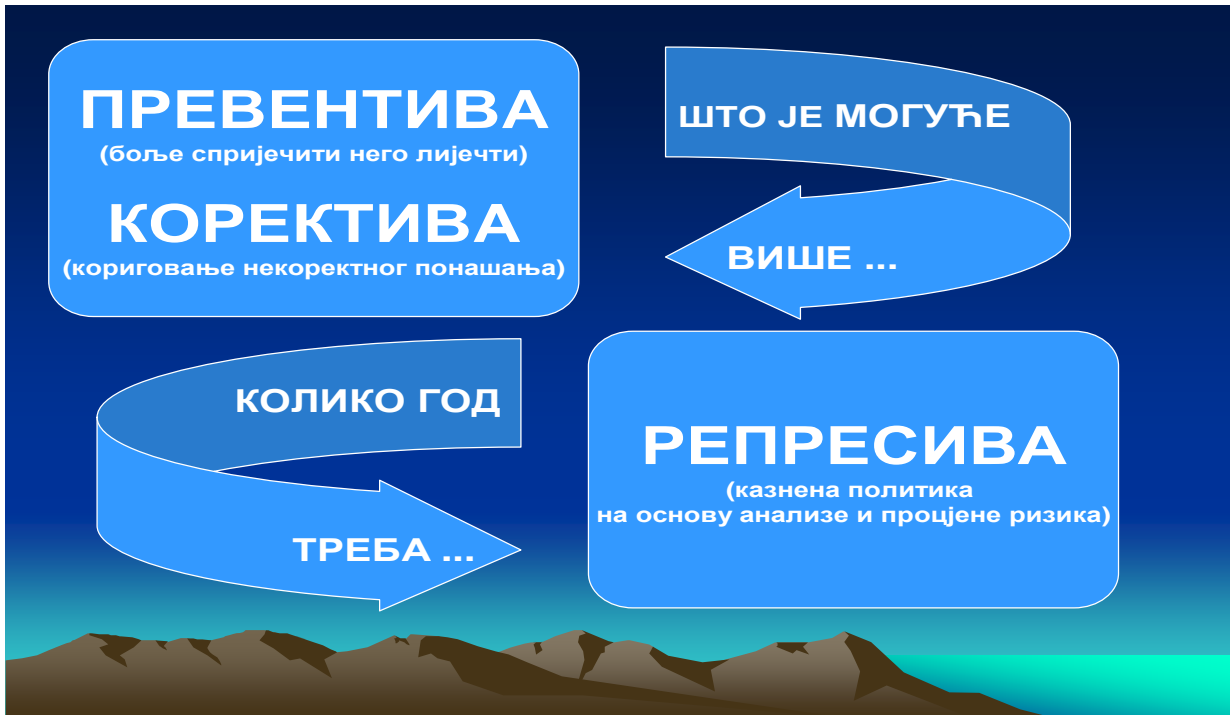 ПРЕВЕНТИВА
(боље спријечити него лијечти)
КОРЕКТИВА
(кориговање некоректног понашања)
ШТО ЈЕ МОГУЋЕ
ВИШЕ ...
КОЛИКО ГОД
ТРЕБА ...
РЕПРЕСИВА
(казнена политика
на основу анализе и процјене ризика)